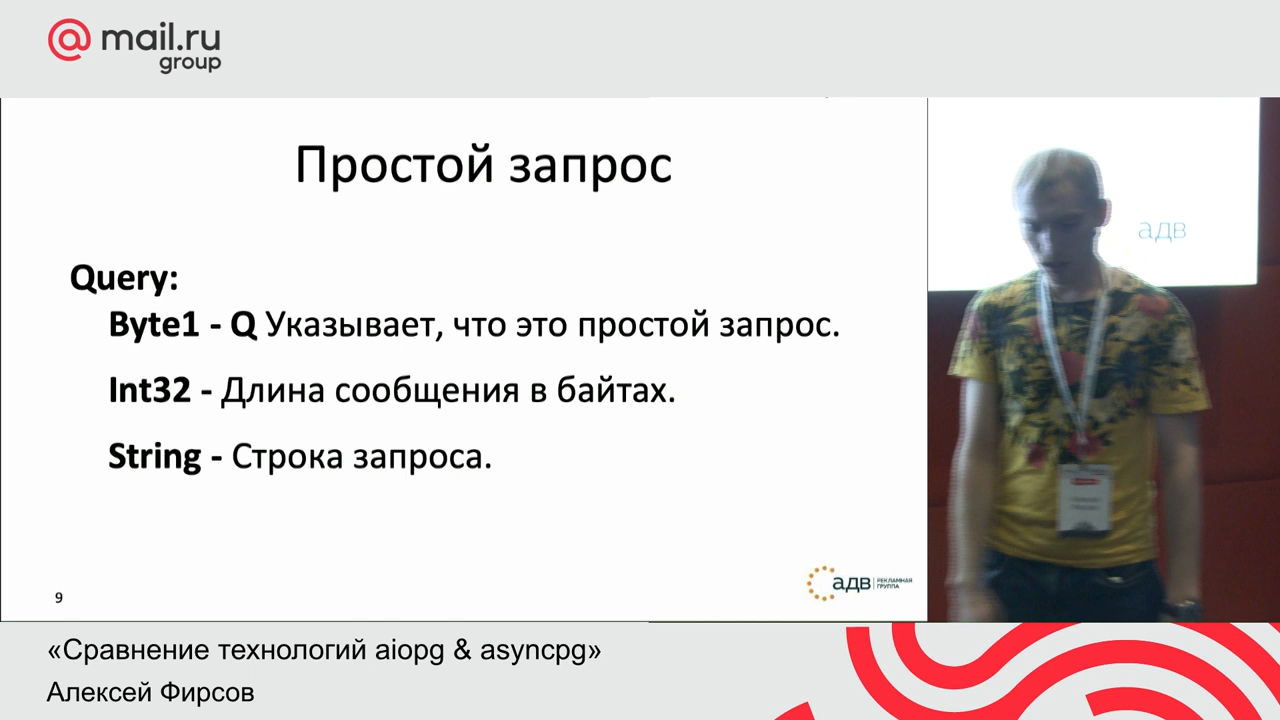 mail.ru
group
Простой запрос
Query:
Byte1 - Q Указывает, что это простой запрос.
Int32 - Длина сообщения в байтах.
String - Строка запроса.
9
адв РЕКЛАМНАЯ
ГРУППА
адв
«Сравнение технологий aiopg & asyncpg»
Алексей Фирсов